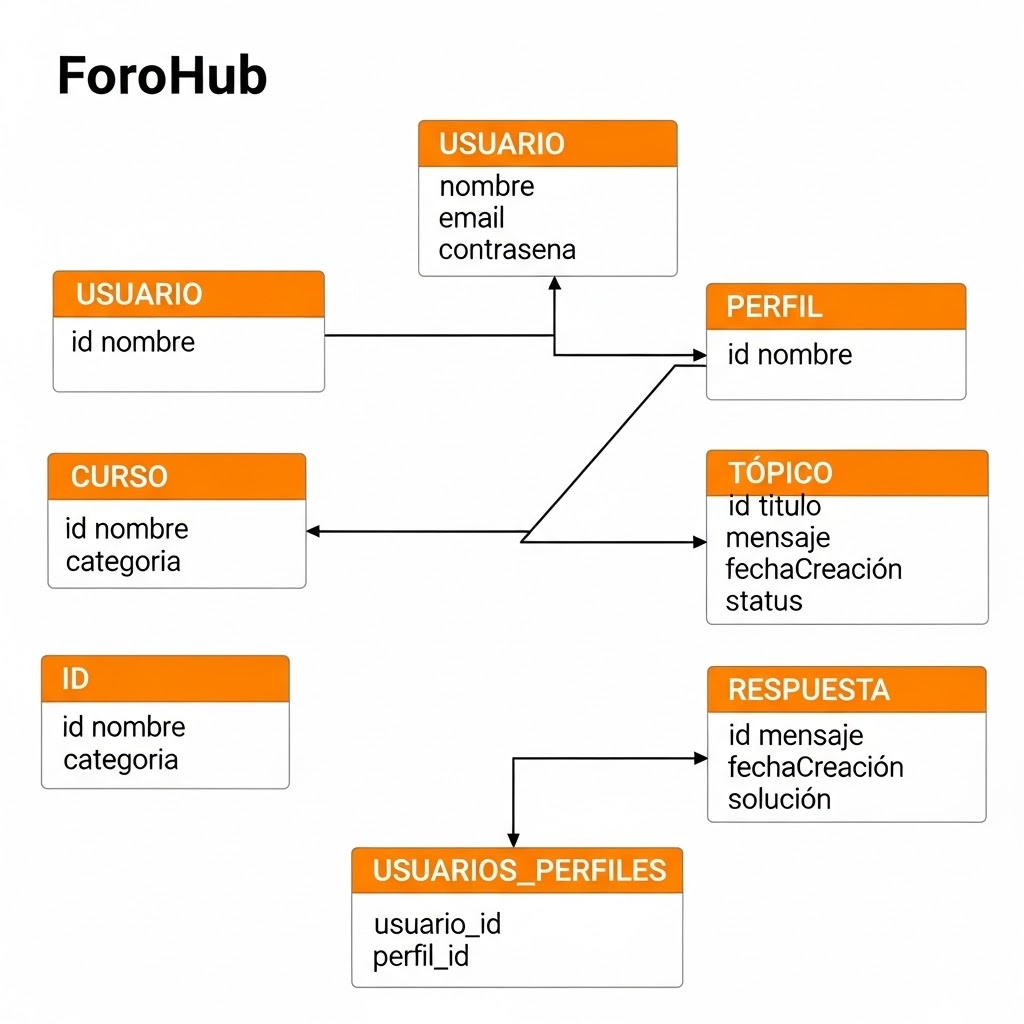 ForoHub
USUARIO
nombre
email
contrasena
USUARIO
id nombre
PERFIL
id nombre
CURSO
id nombre
categoria
TÓPICO
id titulo
mensaje
fechaCreación
status
ID
id nombre
categoria
RESPUESTA
id mensaje
fechaCreación
solución
USUARIOS_PERFILES
usuario_id
perfil_id